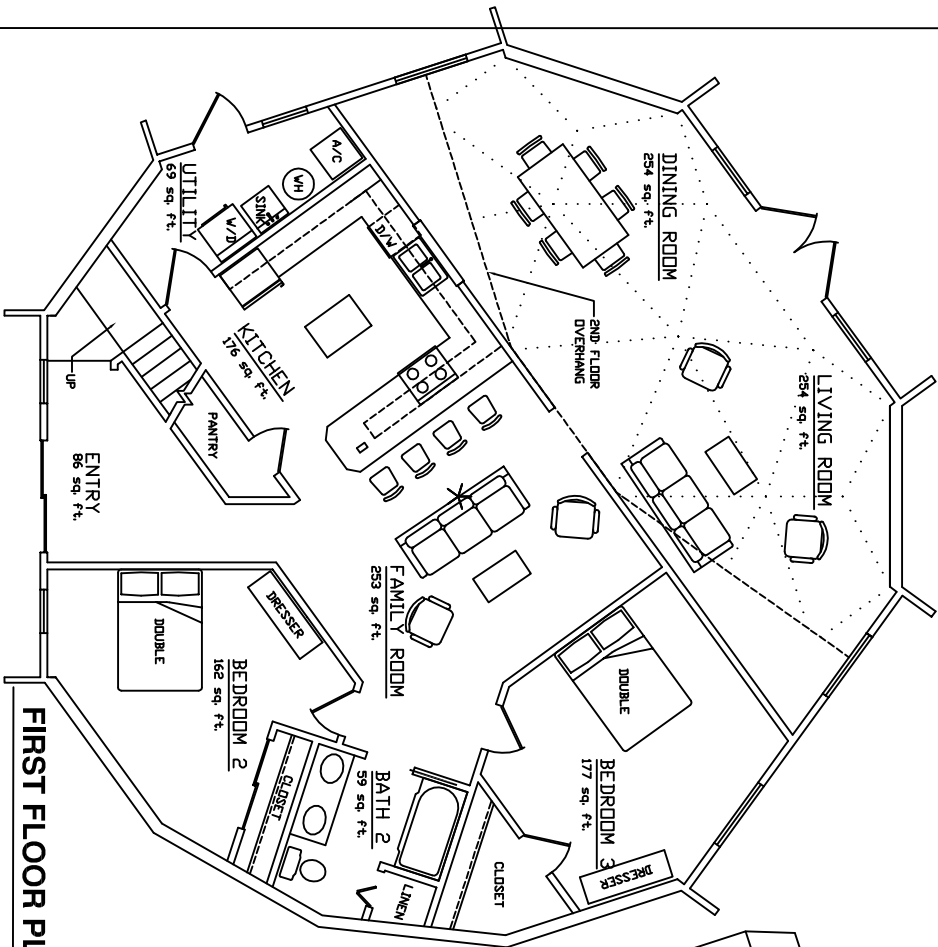 DINING ROOM
254 sq. ft.
LIVING ROOM
254 sq. ft.
2ND FLOOR
OVERHANG
A/C
WH
SINK
W/D
UTILITY
69 sq. ft.
D/W
KITCHEN
176 sq. ft.
UP
PANTRY
ENTRY
86 sq. ft.
FAMILY ROOM
253 sq. ft.
DRESSER
DOUBLE
BEDROOM 2
162 sq. ft.
CLOSET
BATH 2
59 sq. ft.
LINEN
DOUBLE
BEDROOM 3
177 sq. ft.
DRESSER
CLOSET
FIRST FLOOR